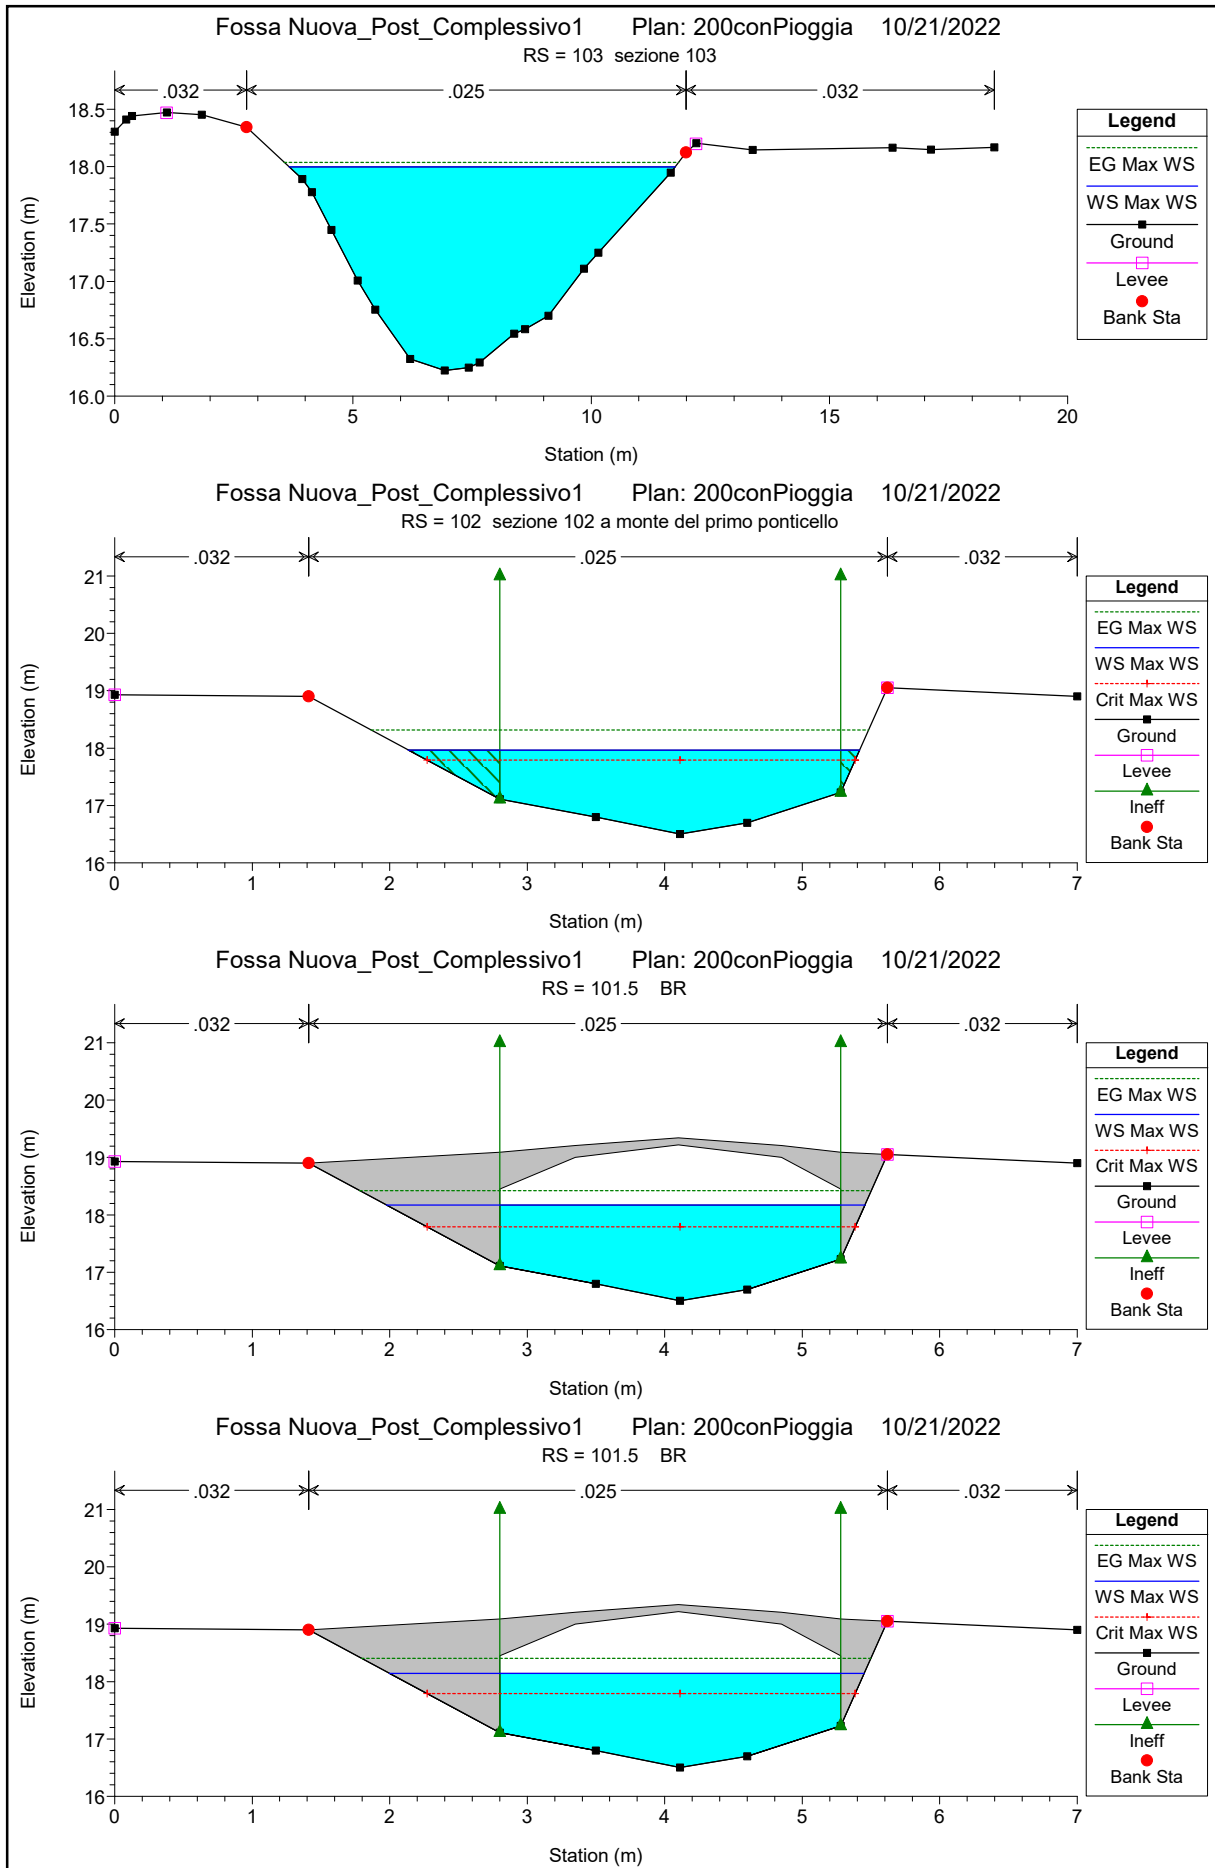 Fossa Nuova_Post_Complessivo1 Plan: 200conPioggia 10/21/2022
RS = 103 sezione 103
.032 .025 .032
18.5
18.0
17.5
17.0
16.5
16.0
Elevation (m)
0 5 10 15 20
Station (m)
Legend
EG Max WS
WS Max WS
Ground
Levee
Bank Sta
Fossa Nuova_Post_Complessivo1 Plan: 200conPioggia 10/21/2022
RS = 102 sezione 102 a monte del primo ponticello
.032 .025 .032
21
20
19
18
17
16
Elevation (m)
0 1 2 3 4 5 6 7
Station (m)
Legend
EG Max WS
WS Max WS
Crit Max WS
Ground
Levee
Ineff
Bank Sta
Fossa Nuova_Post_Complessivo1 Plan: 200conPioggia 10/21/2022
RS = 101.5 BR
.032 .025 .032
21
20
19
18
17
16
Elevation (m)
0 1 2 3 4 5 6 7
Station (m)
Legend
EG Max WS
WS Max WS
Crit Max WS
Ground
Levee
Ineff
Bank Sta
Fossa Nuova_Post_Complessivo1 Plan: 200conPioggia 10/21/2022
RS = 101.5 BR
.032 .025 .032
21
20
19
18
17
16
Elevation (m)
0 1 2 3 4 5 6 7
Station (m)
Legend
EG Max WS
WS Max WS
Crit Max WS
Ground
Levee
Ineff
Bank Sta